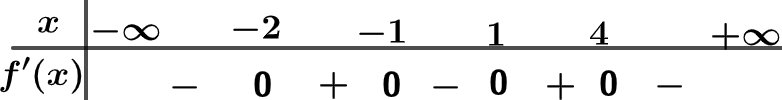 x −∞ −2 −1 1 4 +∞
f′(x) − 0 + 0 − 0 + 0 −